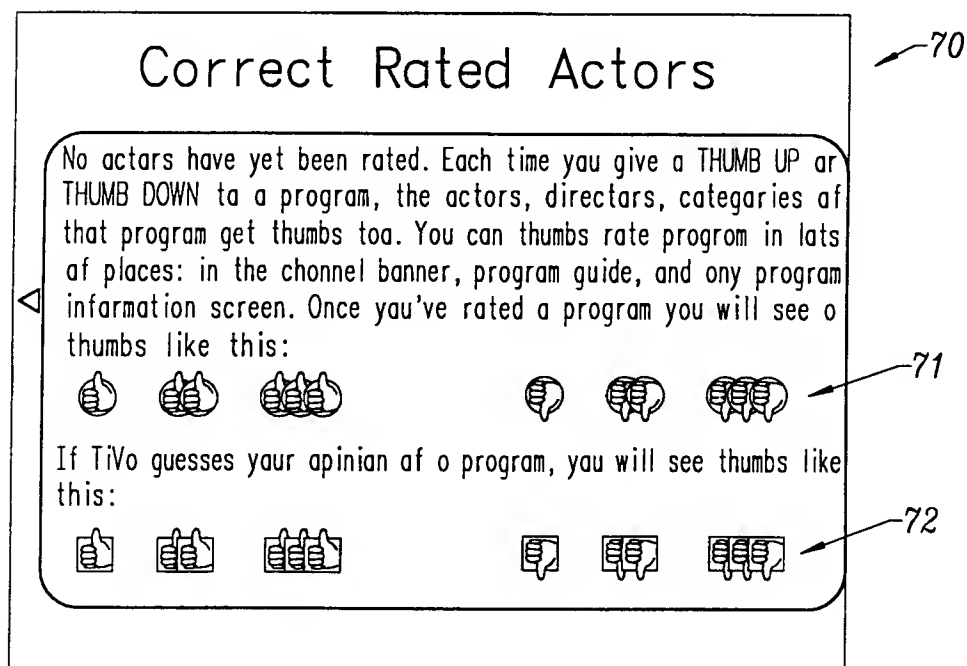 Correct Rated Actors
70
No actars have yet been rated. Each time you give a THUMB UP ar
THUMB DOWN ta a program, the actors, directars, categaries af
that program get thumbs toa. You can thumbs rate progrom in lats
af places: in the chonnel banner, program guide, and ony program
infarmation screen. Once yau've rated a program you will see o
thumbs like this:
71
If TiVo guesses yaur apinian af o program, yau will see thumbs like
this:
72